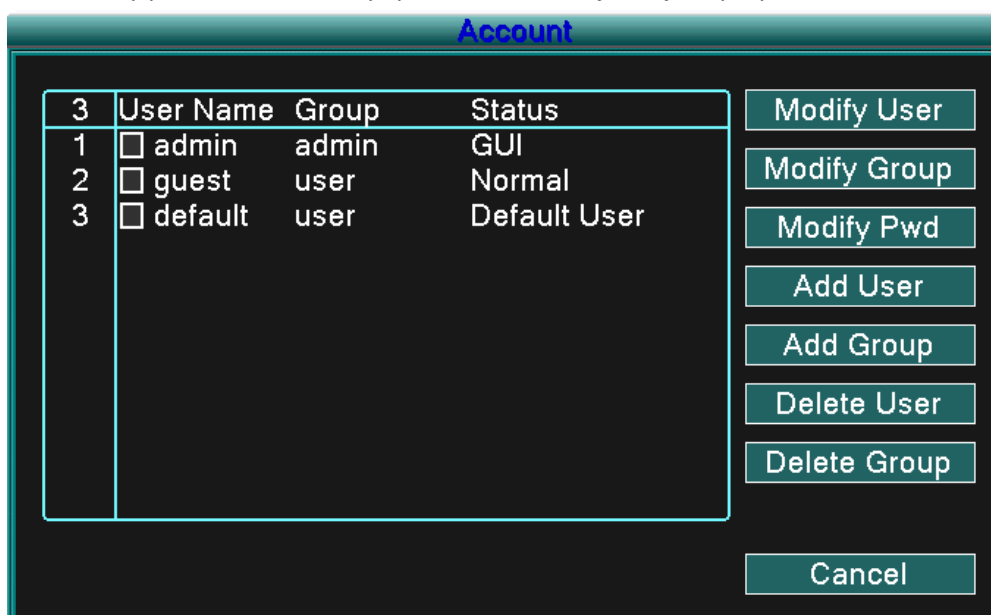 Account
3 User Name Group Status
1 admin admin GUI
2 guest user Normal
3 default user Default User
Modify User
Modify Group
Modify Pwd
Add User
Add Group
Delete User
Delete Group
Cancel